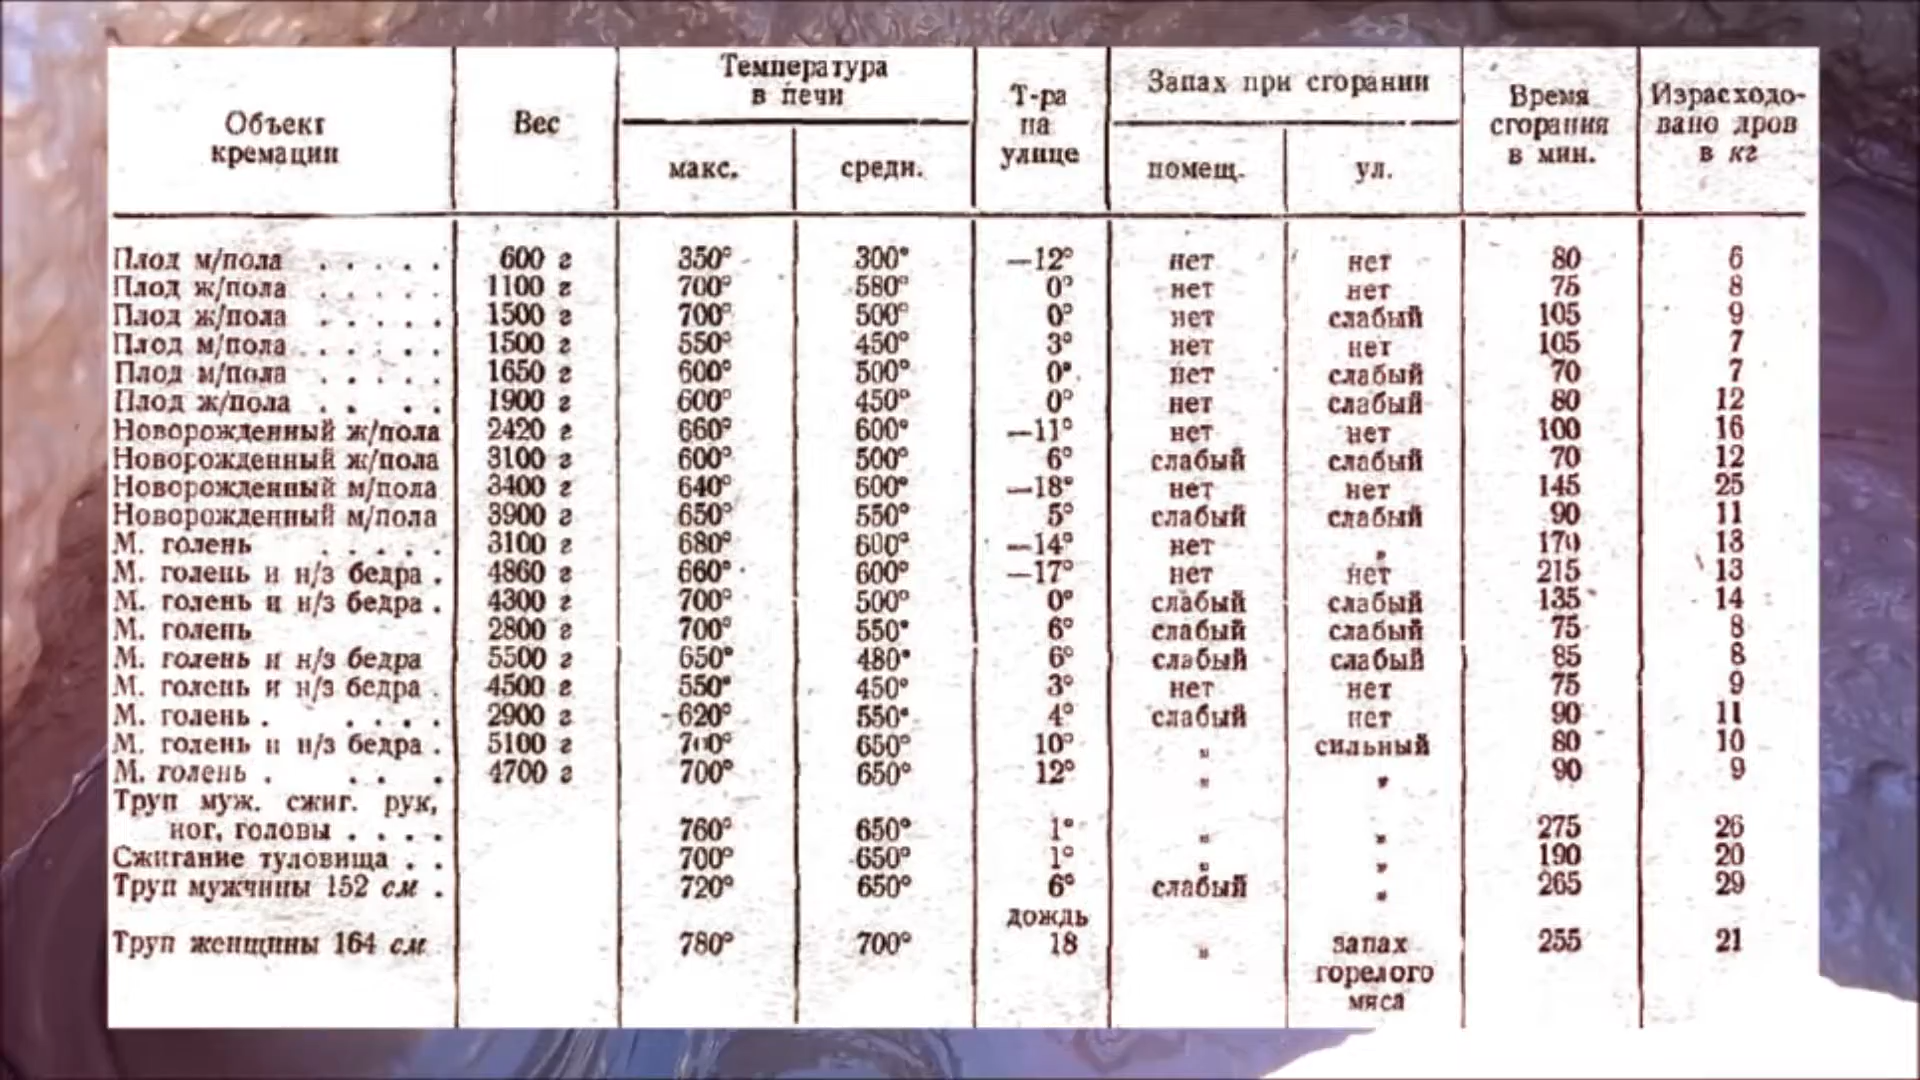 Объект кремации | Вес | Температура в печи | Т-ра на улице | Запах при сгорании | Время сгорания в мин. | Израсходовано дров в кг
макс. | средн. | помещ. | ул.
Плод м/пола . . . . . 600 г 350° 300° —12° нет нет 80 6
Плод ж/пола . . . . . 1100 г 700° 580° 0° нет нет 75 8
Плод ж/пола . . . . . 1500 г 700° 500° 0° нет слабый 105 9
Плод м/пола . . . . . 1500 г 550° 450° 3° нет нет 105 7
Плод м/пола . . . . . 1650 г 600° 500° 0° нет слабый 70 7
Плод ж/пола . . . . 1900 г 600° 450° 0° нет слабый 80 12
Новорожденный ж/пола 2420 г 660° 600° —11° нет нет 100 16
Новорожденный ж/пола 3100 г 600° 500° 6° слабый слабый 70 12
Новорожденный м/пола 3400 г 640° 600° —18° нет нет 145 25
Новорожденный м/пола 3900 г 650° 550° 5° слабый слабый 90 11
М. голень . . . . . 3100 г 680° 600° —14° нет „ 170 13
М. голень и н/з бедра . 4860 г 660° 600° —17° нет нет 215 13
М. голень и н/з бедра . 4300 г 700° 500° 0° слабый слабый 135 14
М. голень 2800 г 700° 550° 6° слабый слабый 75 8
М. голень и н/з бедра 5500 г 650° 480° 6° слабый слабый 85 8
М. голень и н/з бедра . 4500 г 550° 450° 3° нет нет 75 9
М. голень . . . . . 2900 г 620° 550° 4° слабый нет 90 11
М. голень и н/з бедра . 5100 г 700° 650° 10° „ сильный 80 10
М. голень . . . . 4700 г 700° 650° 12° „ „ 90 9
Труп муж. сжиг. рук,
ног, головы . . . . 760° 650° 1° „ „ 275 26
Сжигание туловища . . 700° 650° 1° „ „ 190 20
Труп мужчины 152 см . 720° 650° 6° слабый „ 265 29
дождь
Труп женщины 164 см 780° 700° 18 „ запах 255 21
горелого
мяса